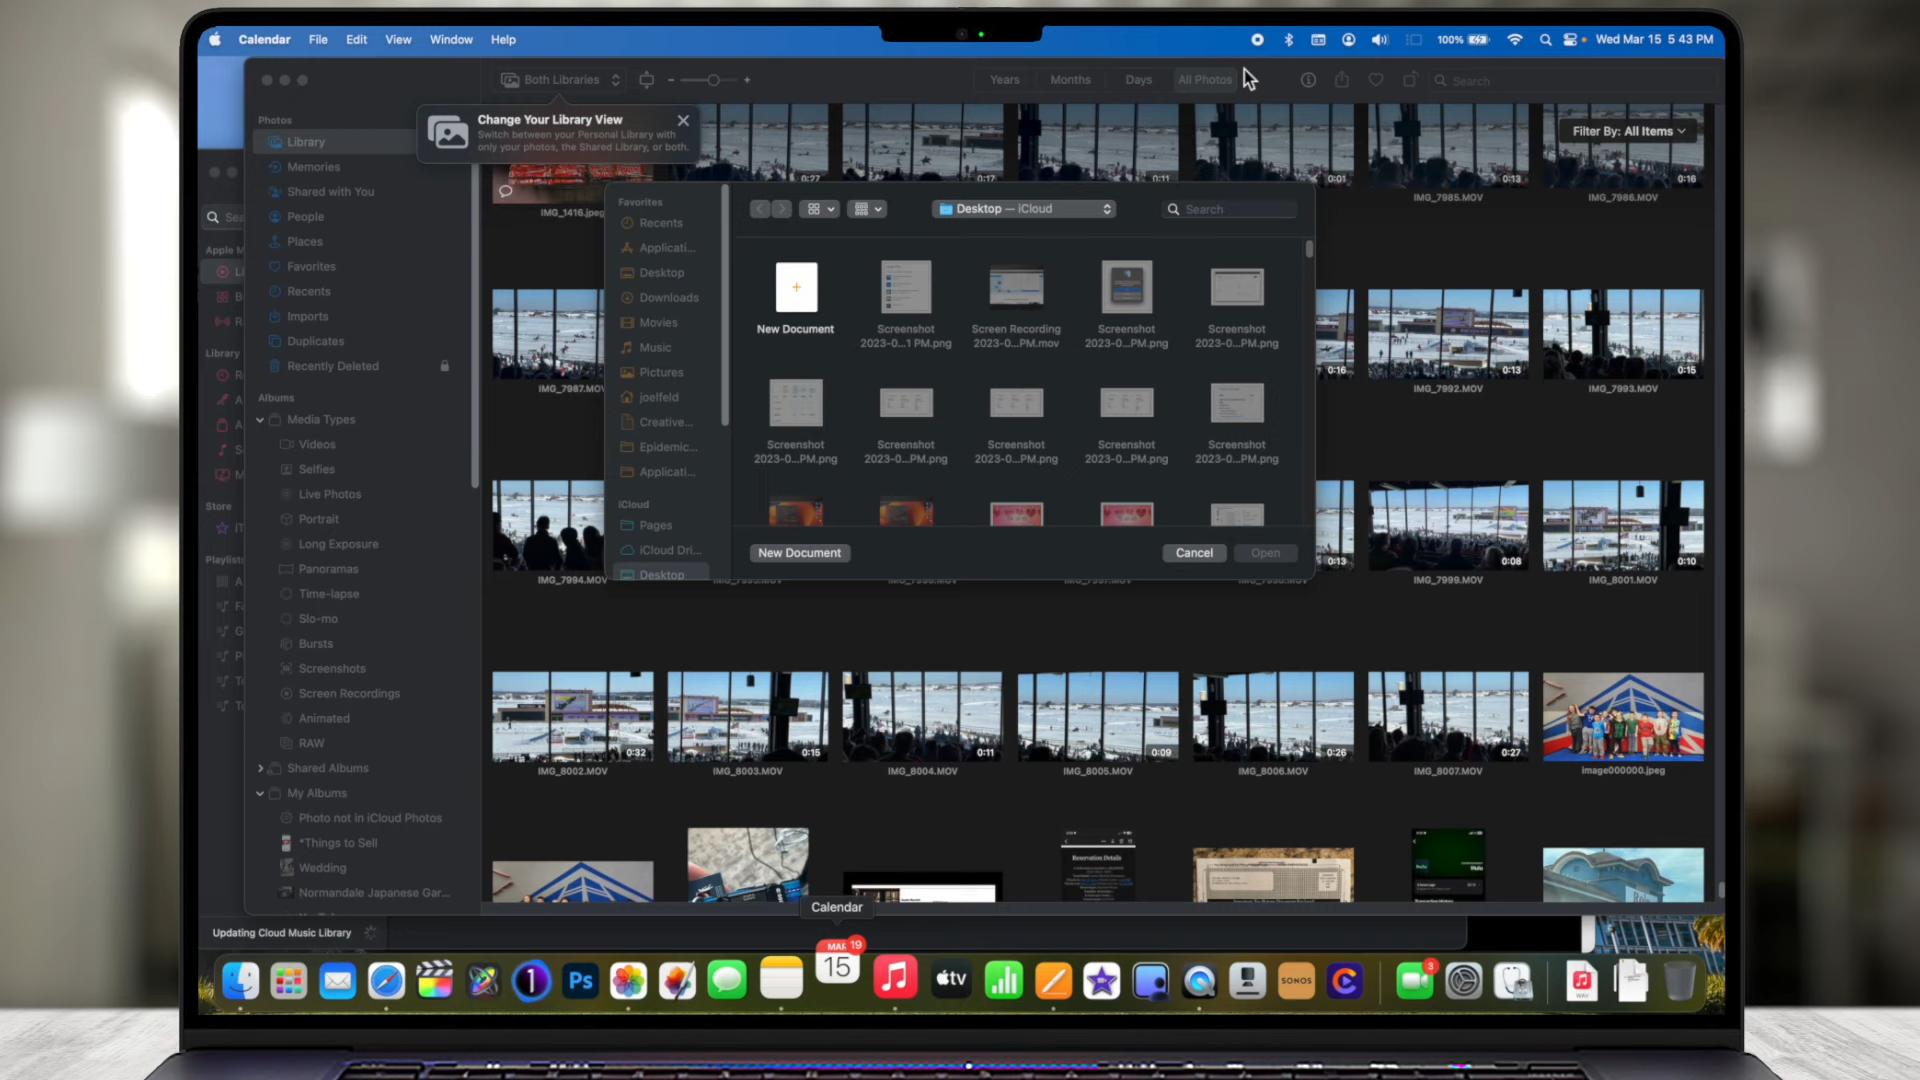 Calendar File Edit View Window Help
100% Wed Mar 15 5:43 PM
Both Libraries
Years Months Days All Photos
Search
Photos
Library
Memories
Shared with You
People
Places
Favorites
Recents
Imports
Duplicates
Recently Deleted
Albums
Media Types
Videos
Selfies
Live Photos
Portrait
Long Exposure
Panoramas
Time-lapse
Slo-mo
Bursts
Screenshots
Screen Recordings
Animated
RAW
Shared Albums
My Albums
Photo not in iCloud Photos
*Things to Sell
Wedding
Normandale Japanese Gar...
Change Your Library View
Switch between your Personal Library with
only your photos, the Shared Library, or both.
Filter By: All Items
0:27 0:17 0:11 0:01 0:13 0:16
IMG_1416.jpeg
IMG_7985.MOV
IMG_7986.MOV
Favorites
Recents
Applicati...
Desktop
Downloads
Movies
Music
Pictures
joelfeld
Creative...
Epidemic...
Applicati...
iCloud
Pages
iCloud Dri...
Desktop
Desktop — iCloud
Search
New Document
Screenshot
2023-0...1 PM.png
Screen Recording
2023-0...PM.mov
Screenshot
2023-0...PM.png
Screenshot
2023-0...PM.png
Screenshot
2023-0...PM.png
Screenshot
2023-0...PM.png
Screenshot
2023-0...PM.png
Screenshot
2023-0...PM.png
Screenshot
2023-0...PM.png
New Document
Cancel
Open
0:16 0:13 0:15
IMG_7987.MOV
IMG_7992.MOV
IMG_7993.MOV
0:13 0:08 0:10
IMG_7994.MOV
IMG_7999.MOV
IMG_8001.MOV
0:32 0:15 0:11 0:09 0:26 0:27
IMG_8002.MOV
IMG_8003.MOV
IMG_8004.MOV
IMG_8005.MOV
IMG_8006.MOV
IMG_8007.MOV
image000000.jpeg
Reservation Details
Sea
Apple M
Library
Store
Playlists
Updating Cloud Music Library
Calendar
MAR
15
19
1
Ps
tv
SONOS
3
WAV